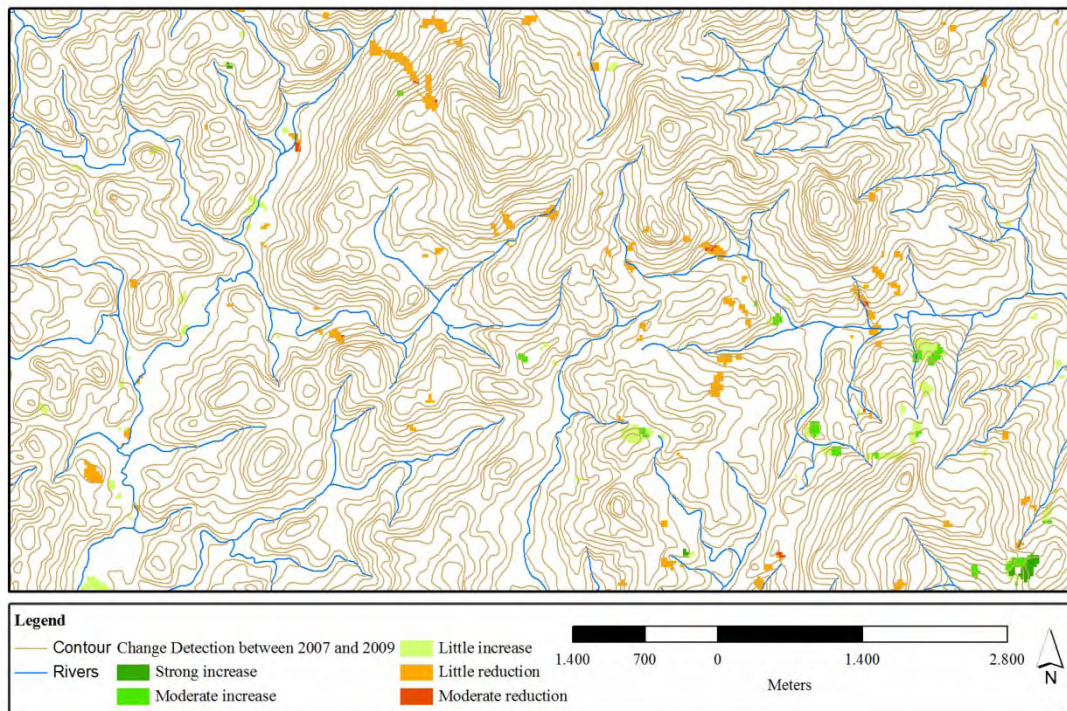 Legend
Contour Change Detection between 2007 and 2009 Little increase
Rivers Strong increase Little reduction
Moderate increase Moderate reduction
1.400 700 0 1.400 2.800
Meters
N